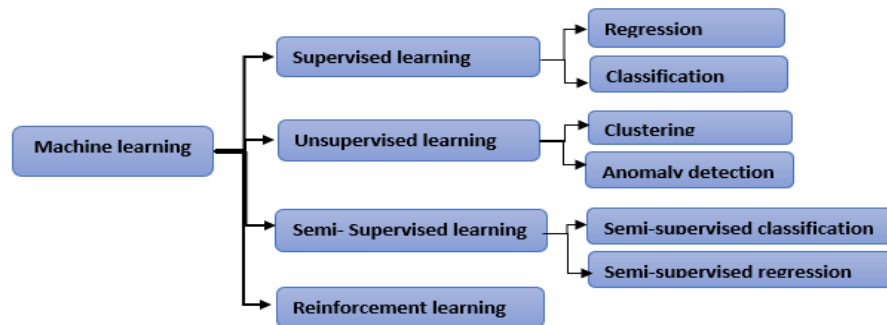 Regression
Supervised learning
Classification
Machine learning
Unsupervised learning
Clustering
Anomaly detection
Semi- Supervised learning
Semi-supervised classification
Semi-supervised regression
Reinforcement learning